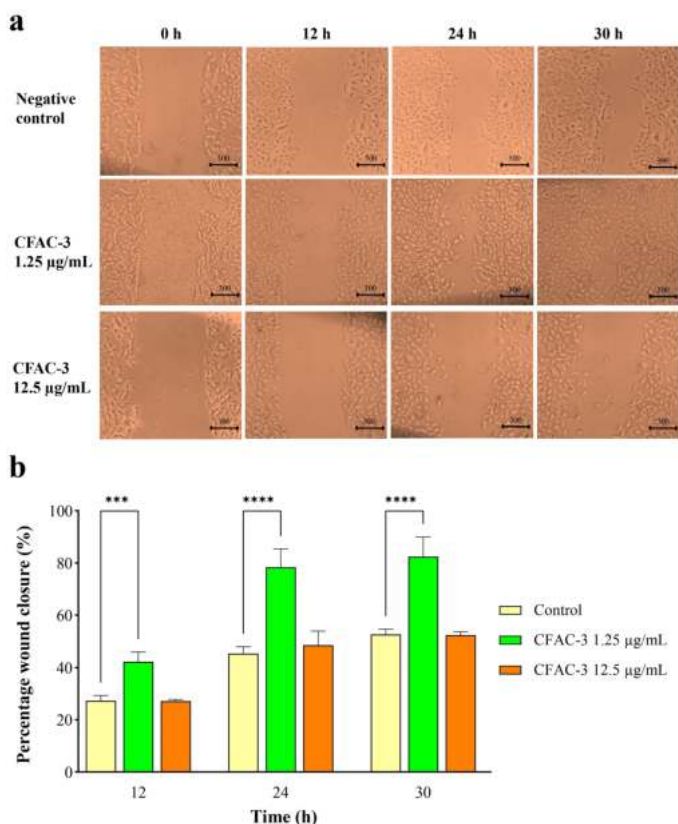 a
0 h 12 h 24 h 30 h
Negative
control
CFAC-3
1.25 µg/mL
CFAC-3
12.5 µg/mL
b
Percentage wound closure (%)
100
80
60
40
20
0
*** **** ****
Control
CFAC-3 1.25 µg/mL
CFAC-3 12.5 µg/mL
12 24 30
Time (h)